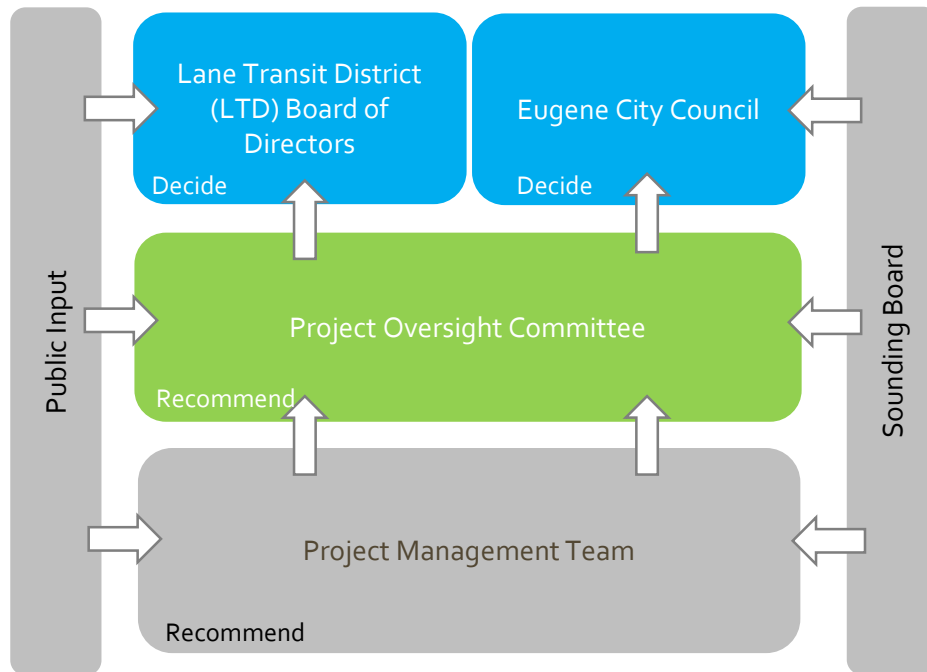 Public Input
Lane Transit District
(LTD) Board of
Directors
Decide
Eugene City Council
Decide
Project Oversight Committee
Recommend
Project Management Team
Recommend
Sounding Board